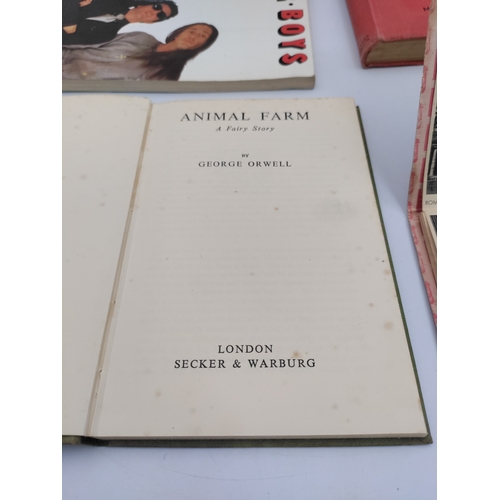 BOYS
ANIMAL FARM
A Fairy Story
BY
GEORGE ORWELL
LONDON
SECKER & WARBURG